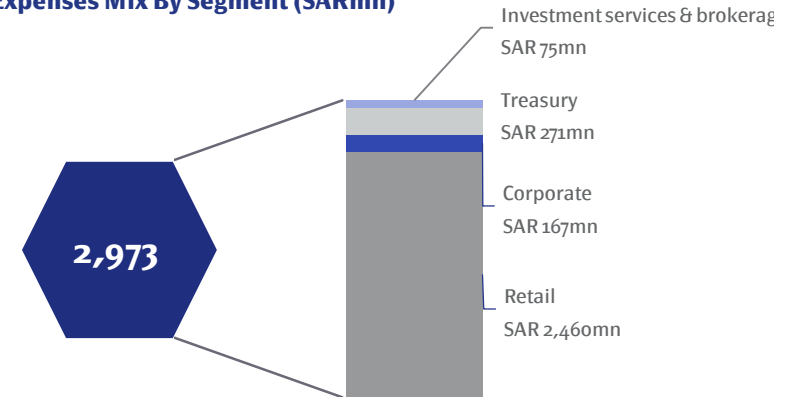 Expenses Mix By Segment (SARmn)
Investment services & brokerag
SAR 75mn
Treasury
SAR 271mn
Corporate
SAR 167mn
2,973
Retail
SAR 2,460mn